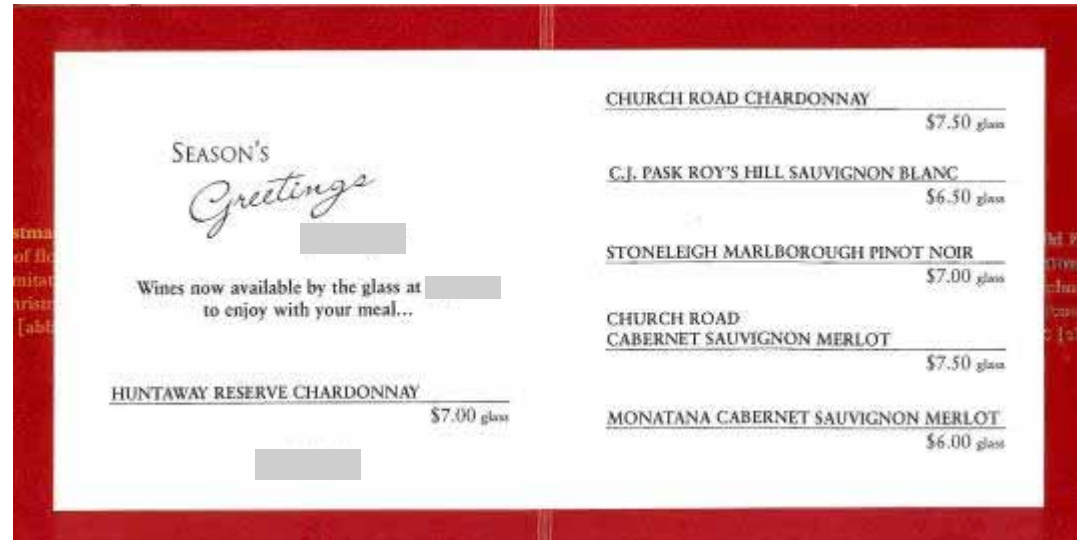 SEASON'S
Greetings
Wines now available by the glass at
to enjoy with your meal...
HUNTAWAY RESERVE CHARDONNAY
$7.00 glass
CHURCH ROAD CHARDONNAY
$7.50 glass
C.J. PASK ROY'S HILL SAUVIGNON BLANC
$6.50 glass
STONELEIGH MARLBOROUGH PINOT NOIR
$7.00 glass
CHURCH ROAD
CABERNET SAUVIGNON MERLOT
$7.50 glass
MONATANA CABERNET SAUVIGNON MERLOT
$6.00 glass